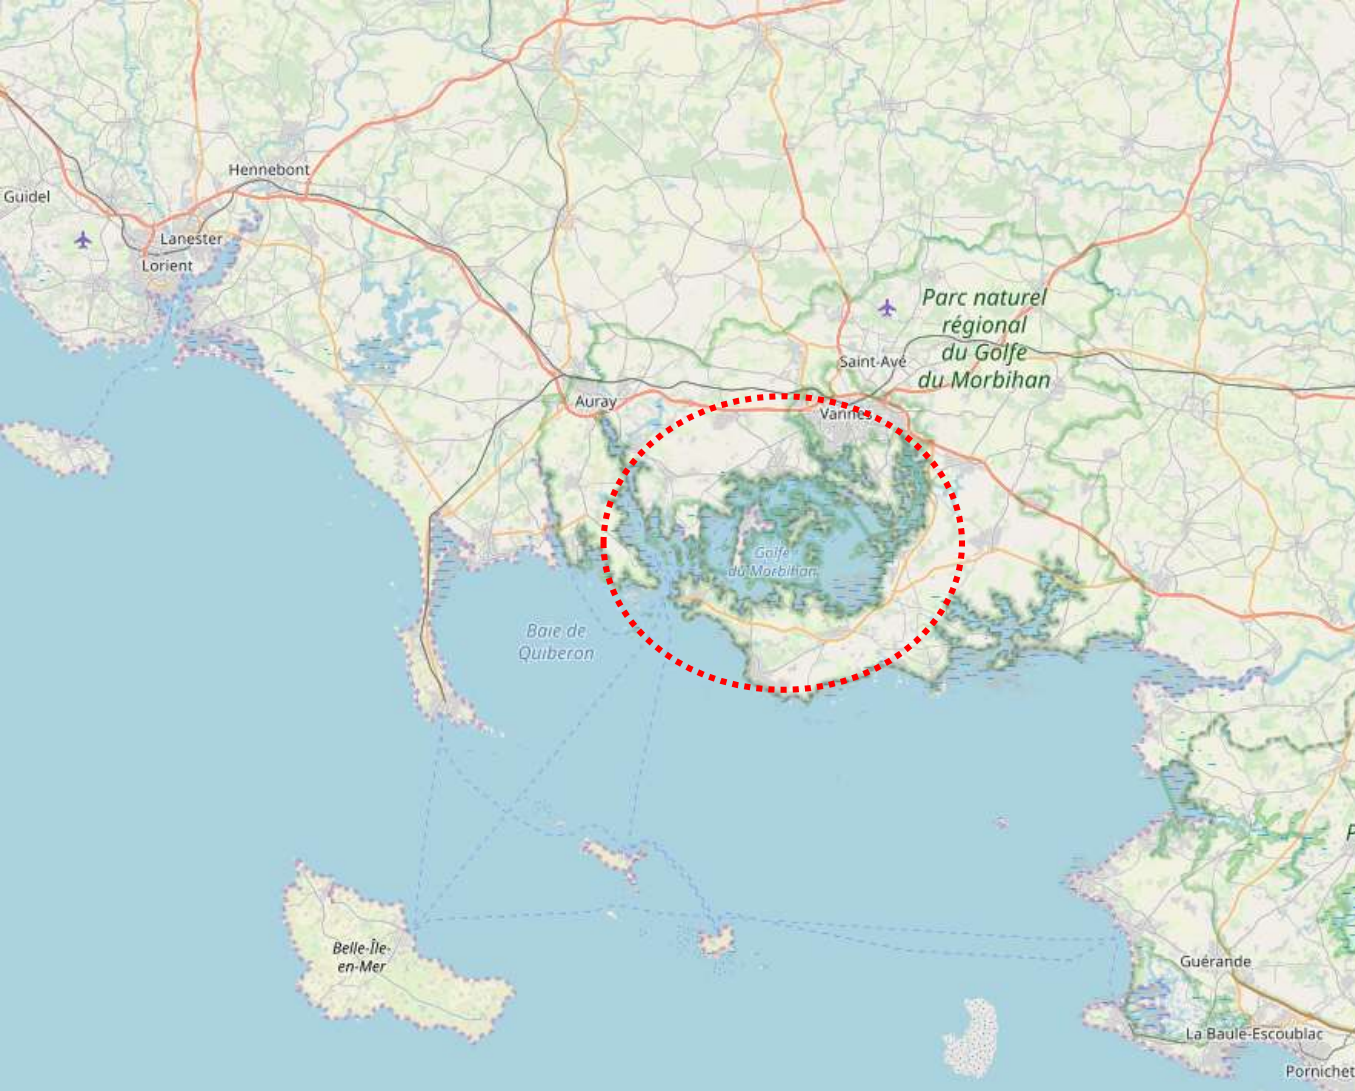 Hennebont
Guidel
Lanester
Lorient
Parc naturel
régional
du Golfe
du Morbihan
Saint-Avé
Auray
Vannes
Golfe
du Morbihan
Baie de
Quiberon
Belle-Île-
en-Mer
Guérande
La Baule-Escoublac
Pornichet